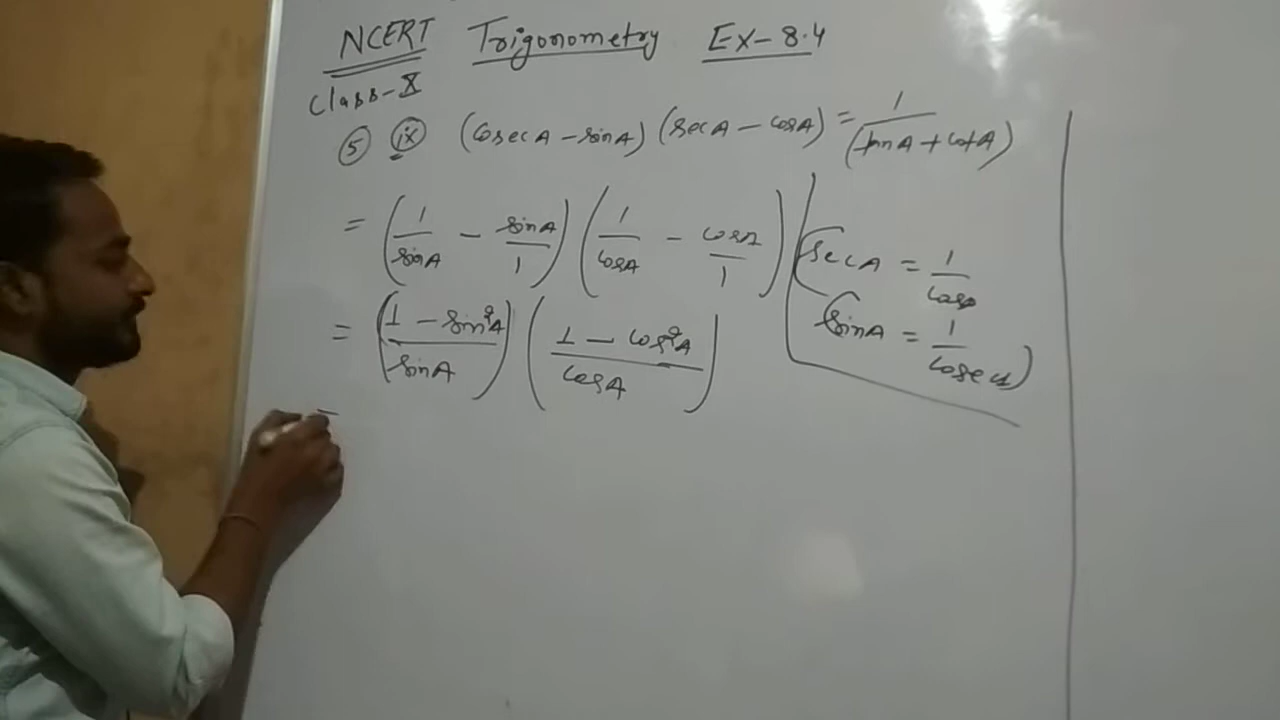 NCERT Trigonometry Ex-8.4
Class-X
5 ix (CosecA - sinA) (secA - cosA) = 1/(tanA + cotA)
= (1/sinA - sinA/1) (1/cosA - cosA/1)
= ((1 - sin²A)/sinA) ((1 - cos²A)/cosA)
=
secA = 1/cosA
sinA = 1/cosecA